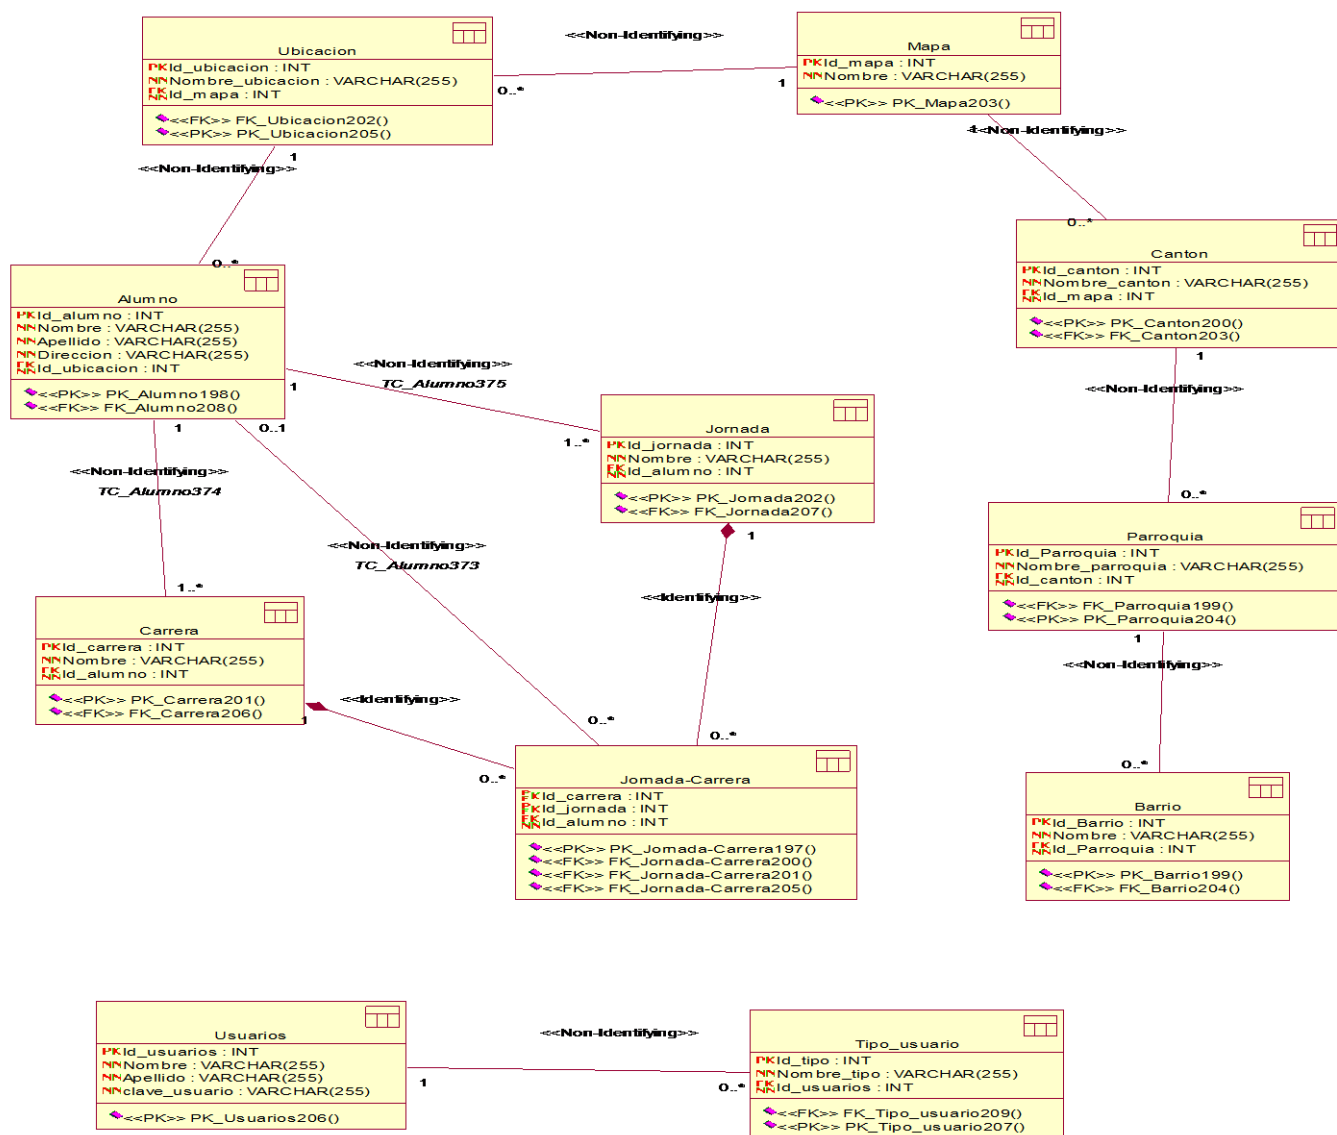 Ubicacion
PK Id_ubicacion : INT
NN Nombre_ubicacion : VARCHAR(255)
FK NN Id_mapa : INT
<<FK>> FK_Ubicacion202()
<<PK>> PK_Ubicacion205()
<<Non-Identifying>>
0..*
1
Mapa
PK Id_mapa : INT
NN Nombre : VARCHAR(255)
<<PK>> PK_Mapa203()
1
<<Non-Identifying>>
0..*
1
<<Non-Identifying>>
0..*
Canton
PK Id_canton : INT
NN Nombre_canton : VARCHAR(255)
FK NN Id_mapa : INT
<<PK>> PK_Canton200()
<<FK>> FK_Canton203()
Alumno
PK Id_alumno : INT
NN Nombre : VARCHAR(255)
NN Apellido : VARCHAR(255)
NN Direccion : VARCHAR(255)
FK NN Id_ubicacion : INT
<<PK>> PK_Alumno198()
<<FK>> FK_Alumno208()
<<Non-Identifying>>
TC_Alumno375
1
1..*
Jornada
PK Id_jornada : INT
NN Nombre : VARCHAR(255)
FK NN Id_alumno : INT
<<PK>> PK_Jornada202()
<<FK>> FK_Jornada207()
1
<<Non-Identifying>>
0..*
1
0..1
<<Non-Identifying>>
TC_Alumno374
1..*
<<Non-Identifying>>
TC_Alumno373
0..*
1
<<Identifying>>
0..*
Parroquia
PK Id_Parroquia : INT
NN Nombre_parroquia : VARCHAR(255)
FK NN Id_canton : INT
<<FK>> FK_Parroquia199()
<<PK>> PK_Parroquia204()
1
<<Non-Identifying>>
0..*
Carrera
PK Id_carrera : INT
NN Nombre : VARCHAR(255)
FK NN Id_alumno : INT
<<PK>> PK_Carrera201()
<<FK>> FK_Carrera206()
<<Identifying>>
1
0..*
Jornada-Carrera
PFK Id_carrera : INT
PFK Id_jornada : INT
FK NN Id_alumno : INT
<<PK>> PK_Jornada-Carrera197()
<<FK>> FK_Jornada-Carrera200()
<<FK>> FK_Jornada-Carrera201()
<<FK>> FK_Jornada-Carrera205()
Barrio
PK Id_Barrio : INT
NN Nombre : VARCHAR(255)
FK NN Id_Parroquia : INT
<<PK>> PK_Barrio199()
<<FK>> FK_Barrio204()
Usuarios
PK Id_usuarios : INT
NN Nombre : VARCHAR(255)
NN Apellido : VARCHAR(255)
NN clave_usuario : VARCHAR(255)
<<PK>> PK_Usuarios206()
<<Non-Identifying>>
1
0..*
Tipo_usuario
PK Id_tipo : INT
NN Nombre_tipo : VARCHAR(255)
FK NN Id_usuarios : INT
<<FK>> FK_Tipo_usuario209()
<<PK>> PK_Tipo_usuario207()